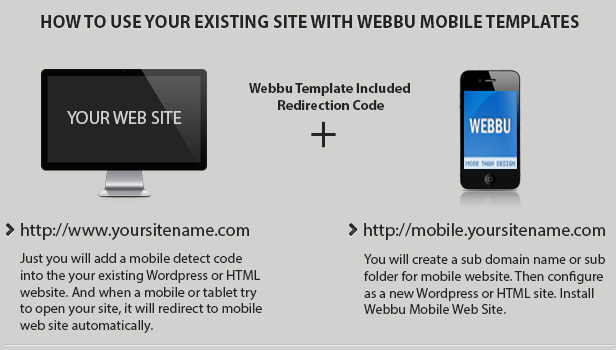 HOW TO USE YOUR EXISTING SITE WITH WEBBU MOBILE TEMPLATES
YOUR WEB SITE
Webbu Template Included
Redirection Code
+
WEBBU
MORE THAN DESIGN
http://www.yoursitename.com
Just you will add a mobile detect code
into the your existing Wordpress or HTML
website. And when a mobile or tablet try
to open your site, it will redirect to mobile
web site automatically.
http://mobile.yoursitename.com
You will create a sub domain name or sub
folder for mobile website. Then configure
as a new Wordpress or HTML site. Install
Webbu Mobile Web Site.